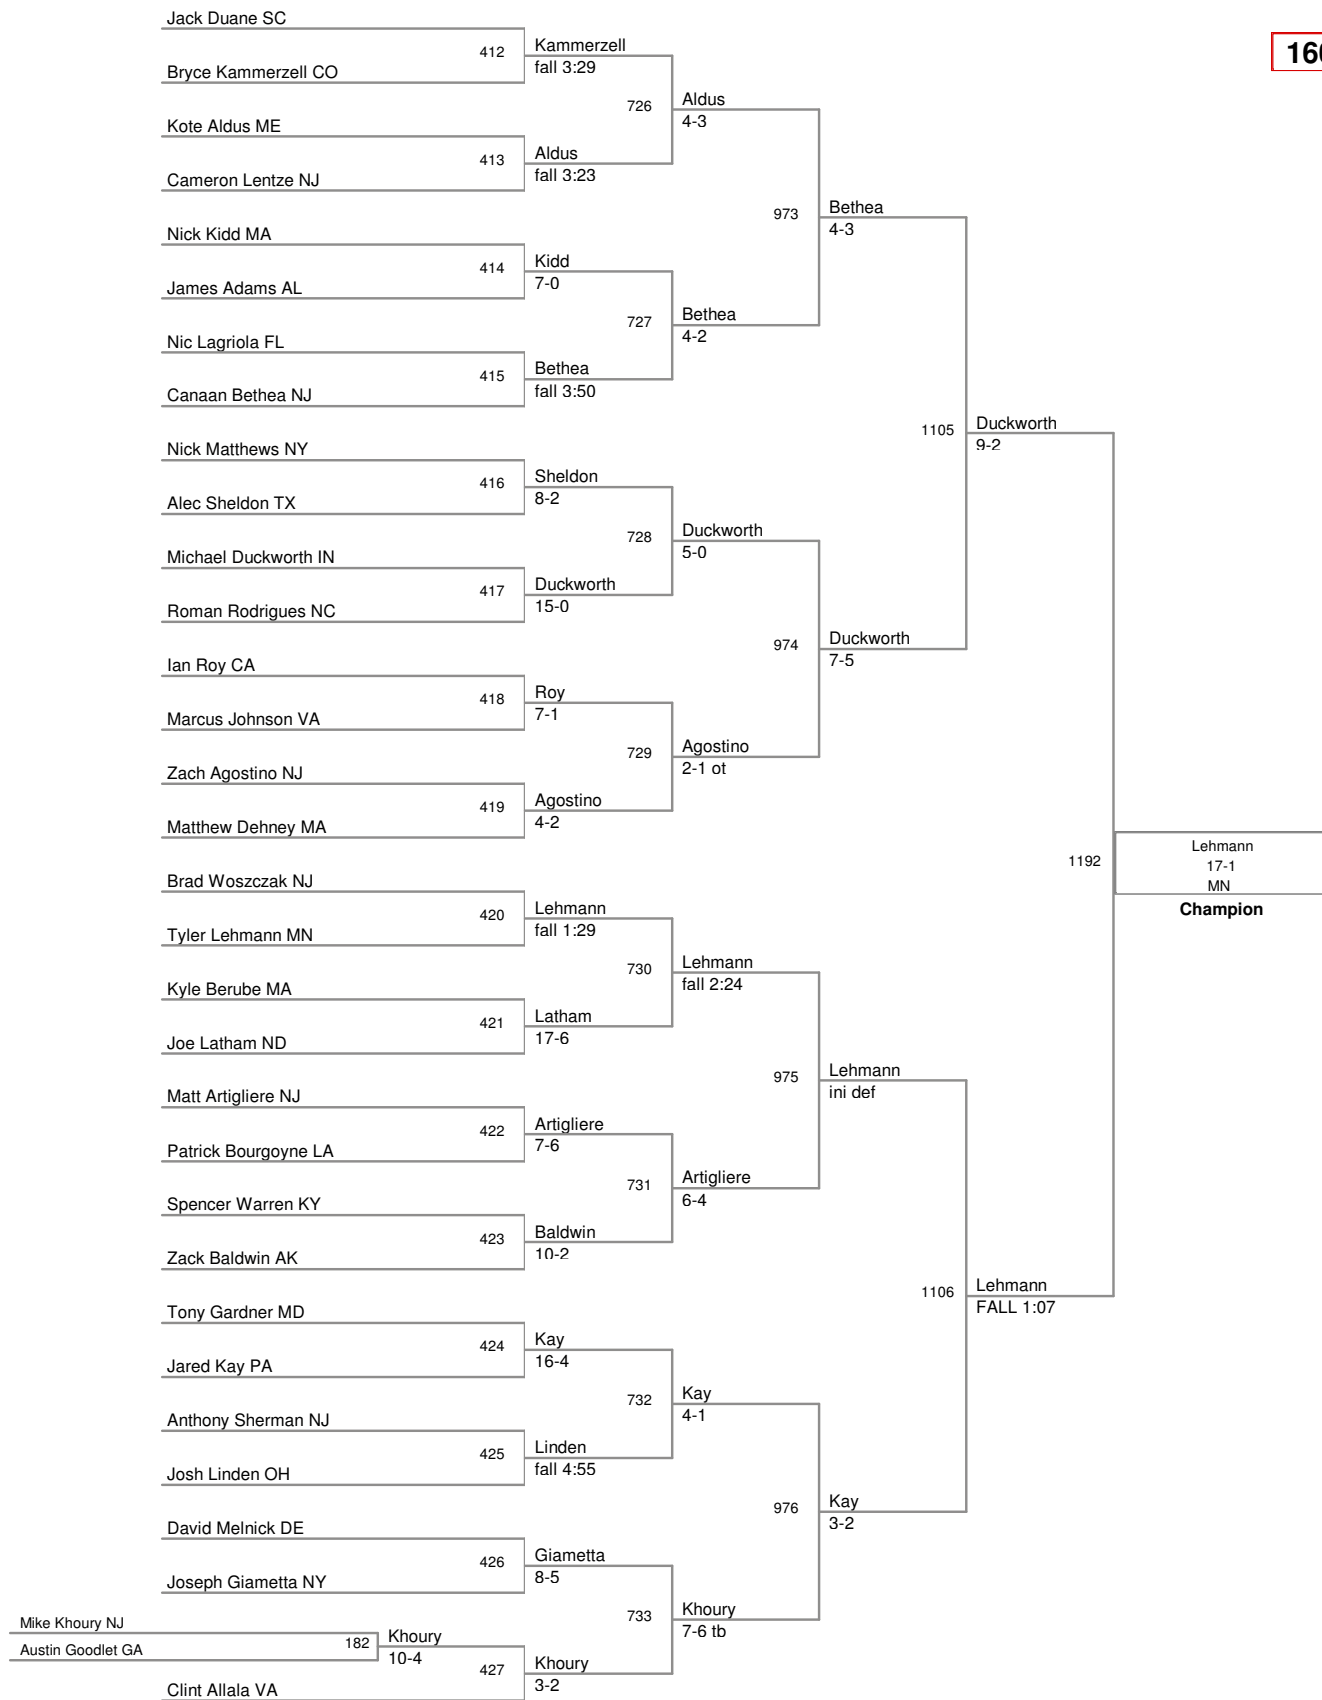 Jack Duane SC
412
Kammerzell
fall 3:29
Bryce Kammerzell CO
726
Aldus
4-3
Kote Aldus ME
413
Aldus
fall 3:23
Cameron Lentze NJ
973
Bethea
4-3
Nick Kidd MA
414
Kidd
7-0
James Adams AL
727
Bethea
4-2
Nic Lagriola FL
415
Bethea
fall 3:50
Canaan Bethea NJ
1105
Duckworth
9-2
Nick Matthews NY
416
Sheldon
8-2
Alec Sheldon TX
728
Duckworth
5-0
Michael Duckworth IN
417
Duckworth
15-0
Roman Rodrigues NC
974
Duckworth
7-5
Ian Roy CA
418
Roy
7-1
Marcus Johnson VA
729
Agostino
2-1 ot
Zach Agostino NJ
419
Agostino
4-2
Matthew Dehney MA
1192
Lehmann
17-1
MN
Champion
Brad Woszczak NJ
420
Lehmann
fall 1:29
Tyler Lehmann MN
730
Lehmann
fall 2:24
Kyle Berube MA
421
Latham
17-6
Joe Latham ND
975
Lehmann
ini def
Matt Artigliere NJ
422
Artigliere
7-6
Patrick Bourgoyne LA
731
Artigliere
6-4
Spencer Warren KY
423
Baldwin
10-2
Zack Baldwin AK
1106
Lehmann
FALL 1:07
Tony Gardner MD
424
Kay
16-4
Jared Kay PA
732
Kay
4-1
Anthony Sherman NJ
425
Linden
fall 4:55
Josh Linden OH
976
Kay
3-2
David Melnick DE
426
Giametta
8-5
Joseph Giametta NY
733
Khoury
7-6 tb
Mike Khoury NJ
182
Khoury
10-4
Austin Goodlet GA
427
Khoury
3-2
Clint Allala VA